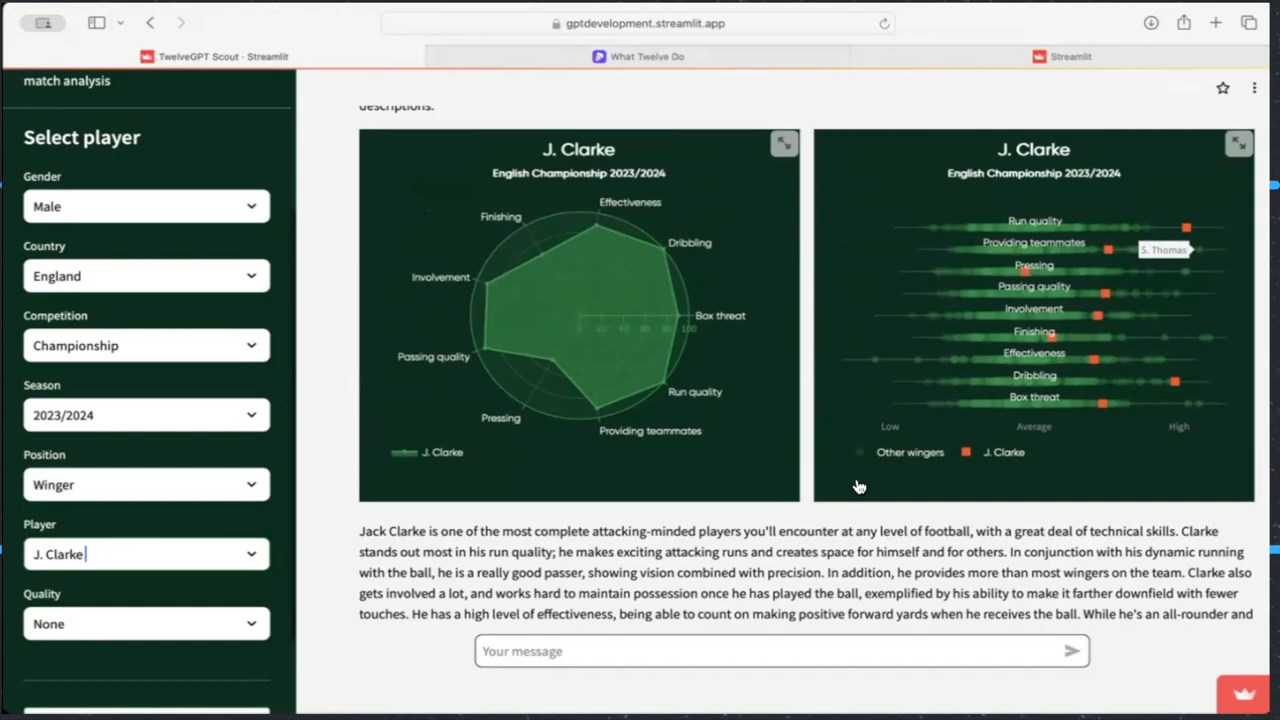 gptdevelopment.streamlit.app
TwelveGPT Scout · Streamlit
What Twelve Do
Streamlit
match analysis
Select player
Gender
Male
Country
England
Competition
Championship
Season
2023/2024
Position
Winger
Player
J. Clarke
Quality
None
descriptions.
J. Clarke
English Championship 2023/2024
Effectiveness
Finishing
Dribbling
Involvement
Box threat
0 20 40 60 80 100
Passing quality
Run quality
Pressing
Providing teammates
J. Clarke
J. Clarke
English Championship 2023/2024
Run quality
Providing teammates
S. Thomas
Pressing
Passing quality
Involvement
Finishing
Effectiveness
Dribbling
Box threat
Low Average High
Other wingers J. Clarke
Jack Clarke is one of the most complete attacking-minded players you'll encounter at any level of football, with a great deal of technical skills. Clarke
stands out most in his run quality; he makes exciting attacking runs and creates space for himself and for others. In conjunction with his dynamic running
with the ball, he is a really good passer, showing vision combined with precision. In addition, he provides more than most wingers on the team. Clarke also
gets involved a lot, and works hard to maintain possession once he has played the ball, exemplified by his ability to make it farther downfield with fewer
touches. He has a high level of effectiveness, being able to count on making positive forward yards when he receives the ball. While he's an all-rounder and
Your message